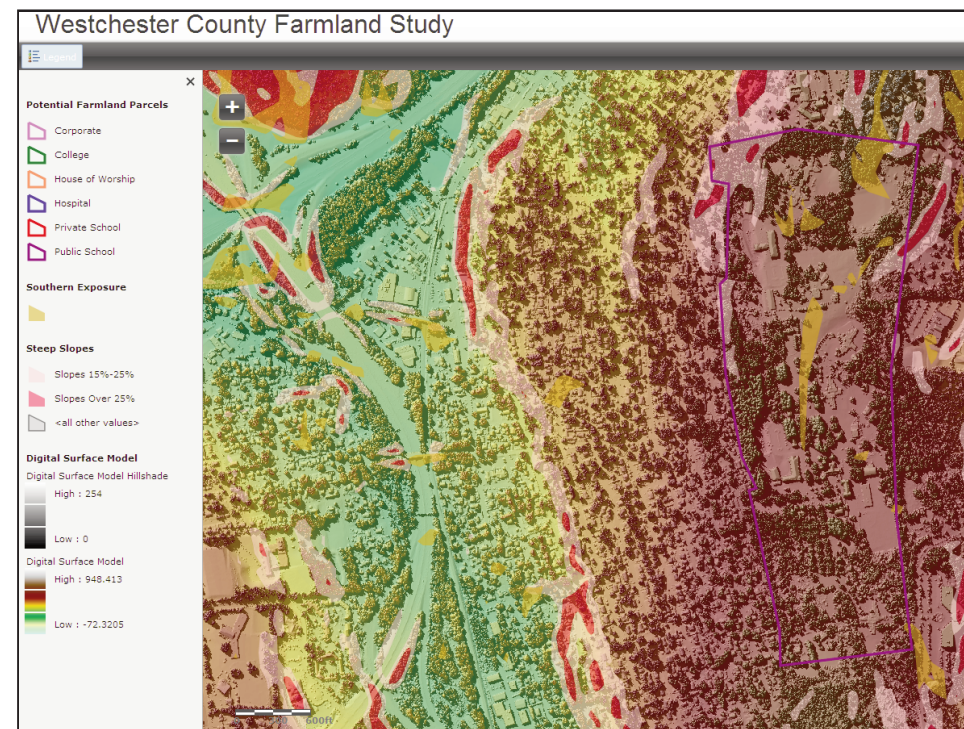 Westchester County Farmland Study
Legend
×
Potential Farmland Parcels
+
Corporate
−
College
House of Worship
Hospital
Private School
Public School
Southern Exposure
Steep Slopes
Slopes 15%-25%
Slopes Over 25%
<all other values>
Digital Surface Model
Digital Surface Model Hillshade
High : 254
Low : 0
Digital Surface Model
High : 948.413
Low : -72.3205
600ft